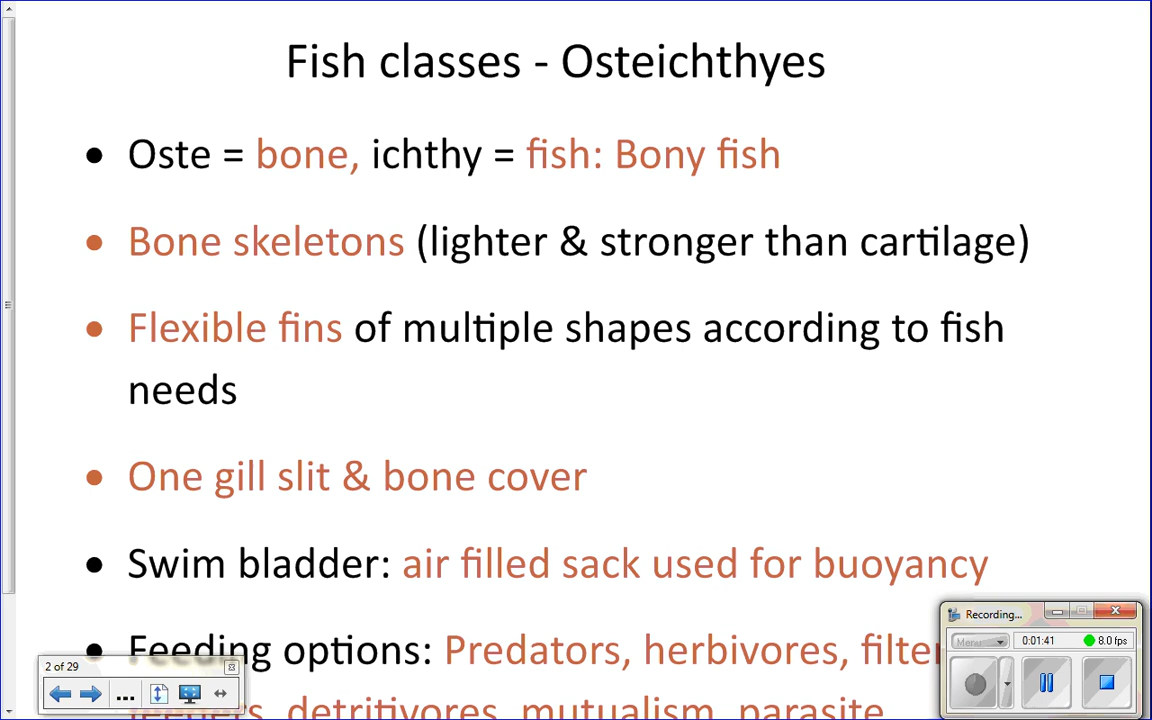 Fish classes - Osteichthyes
• Oste = bone, ichthy = fish: Bony fish
• Bone skeletons (lighter & stronger than cartilage)
• Flexible fins of multiple shapes according to fish
needs
• One gill slit & bone cover
• Swim bladder: air filled sack used for buoyancy
• Feeding options: Predators, herbivores, filter
feeders, detritivores, mutualism, parasite
2 of 29
...
Recording...
Menu
0:01:41
8.0 fps